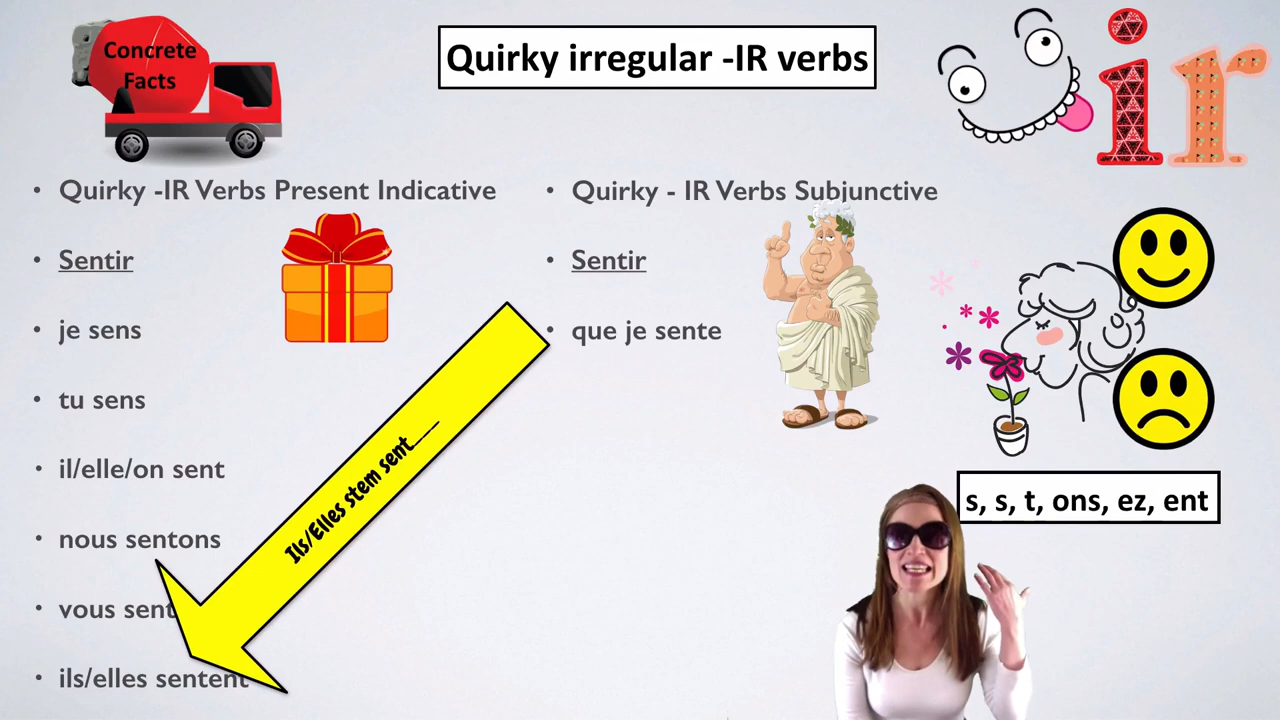 Concrete
Facts
Quirky irregular -IR verbs
ir
• Quirky -IR Verbs Present Indicative
• Sentir
• je sens
• tu sens
• il/elle/on sent
• nous sentons
• vous sent
• ils/elles sentent
Ils/Elles stem sent___
• Quirky - IR Verbs Subjunctive
• Sentir
• que je sente
s, s, t, ons, ez, ent